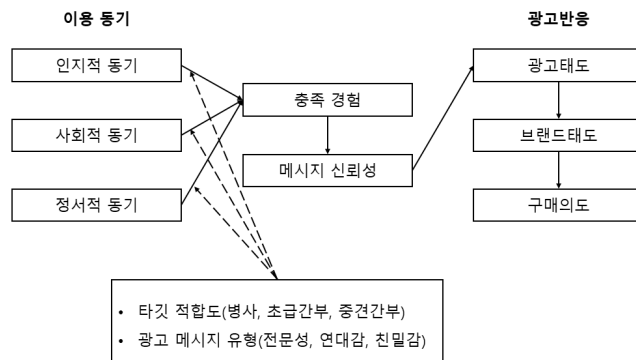 이용 동기
광고반응
인지적 동기
사회적 동기
정서적 동기
충족 경험
메시지 신뢰성
광고태도
브랜드태도
구매의도
• 타깃 적합도(병사, 초급간부, 중견간부)
• 광고 메시지 유형(전문성, 연대감, 친밀감)